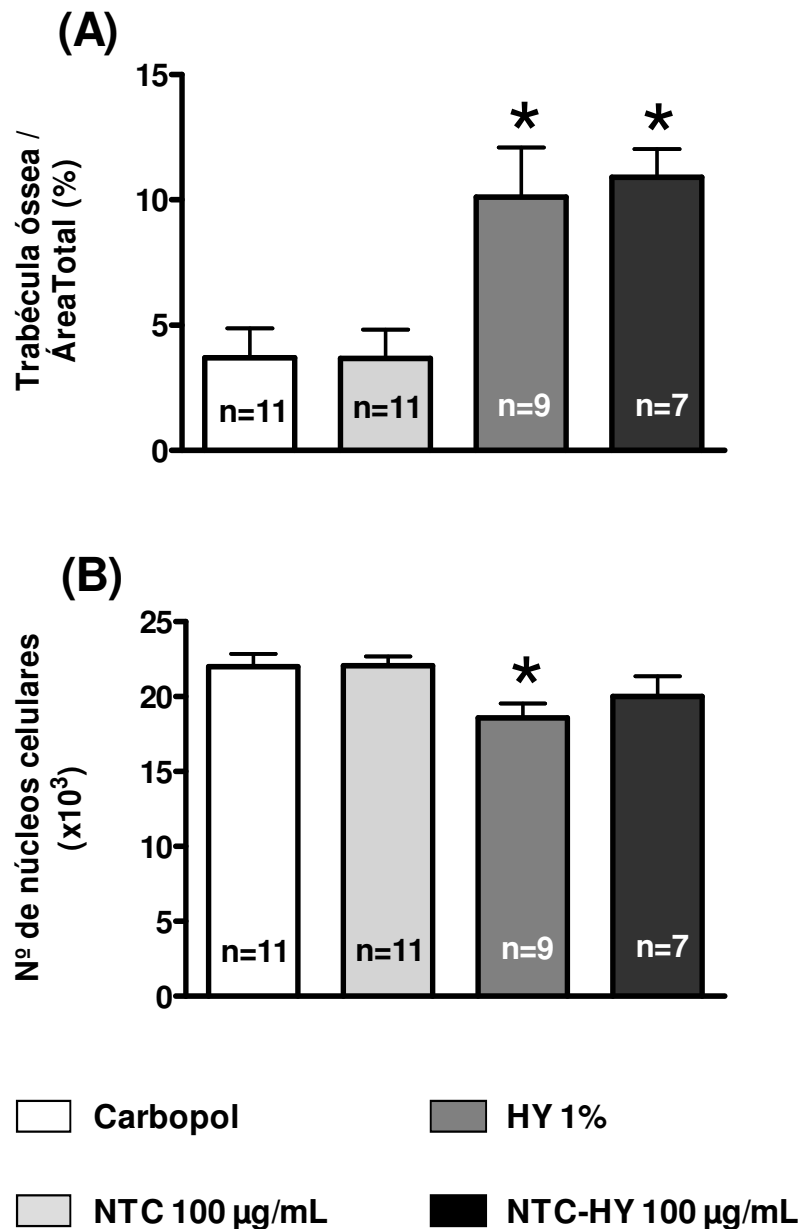 (A)
Trabécula óssea /
ÁreaTotal (%)
15
10
5
0
*
*
n=11
n=11
n=9
n=7
(B)
Nº de núcleos celulares
(x10³)
25
20
15
10
5
0
*
n=11
n=11
n=9
n=7
Carbopol
HY 1%
NTC 100 µg/mL
NTC-HY 100 µg/mL